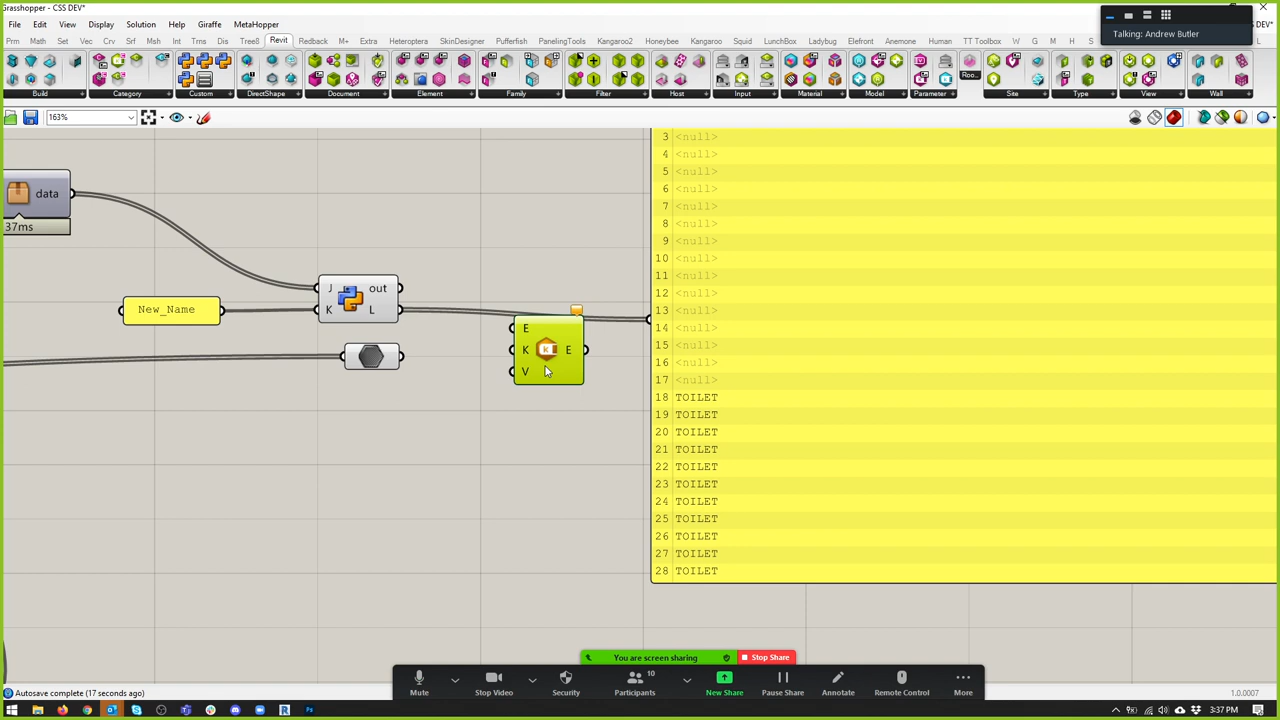 Grasshopper - CSS DEV*
File Edit View Display Solution Help Giraffe MetaHopper
Talking: Andrew Butler
Prm Math Set Vec Crv Srf Msh Int Trns Dis Tree8 Revit Redback M+ Extra Heteroptera SkinDesigner Pufferfish PanelingTools Kangaroo2 Honeybee Kangaroo Squid LunchBox Ladybug Elefront Anemone Human TT Toolbox W G M H S
Roo...
Build Category Custom DirectShape Document Element Family Filter Host Input Material Model Parameter Site Type View Wall
163%
3 <null>
4 <null>
5 <null>
6 <null>
7 <null>
8 <null>
9 <null>
10 <null>
11 <null>
12 <null>
13 <null>
14 <null>
15 <null>
16 <null>
17 <null>
18 TOILET
19 TOILET
20 TOILET
21 TOILET
22 TOILET
23 TOILET
24 TOILET
25 TOILET
26 TOILET
27 TOILET
28 TOILET
data
37ms
J out
K L
New_Name
E
K K E
V
You are screen sharing Stop Share
Mute Stop Video Security Participants 10 New Share Pause Share Annotate Remote Control More
Autosave complete (17 seconds ago)
1.0.0007
3:37 PM